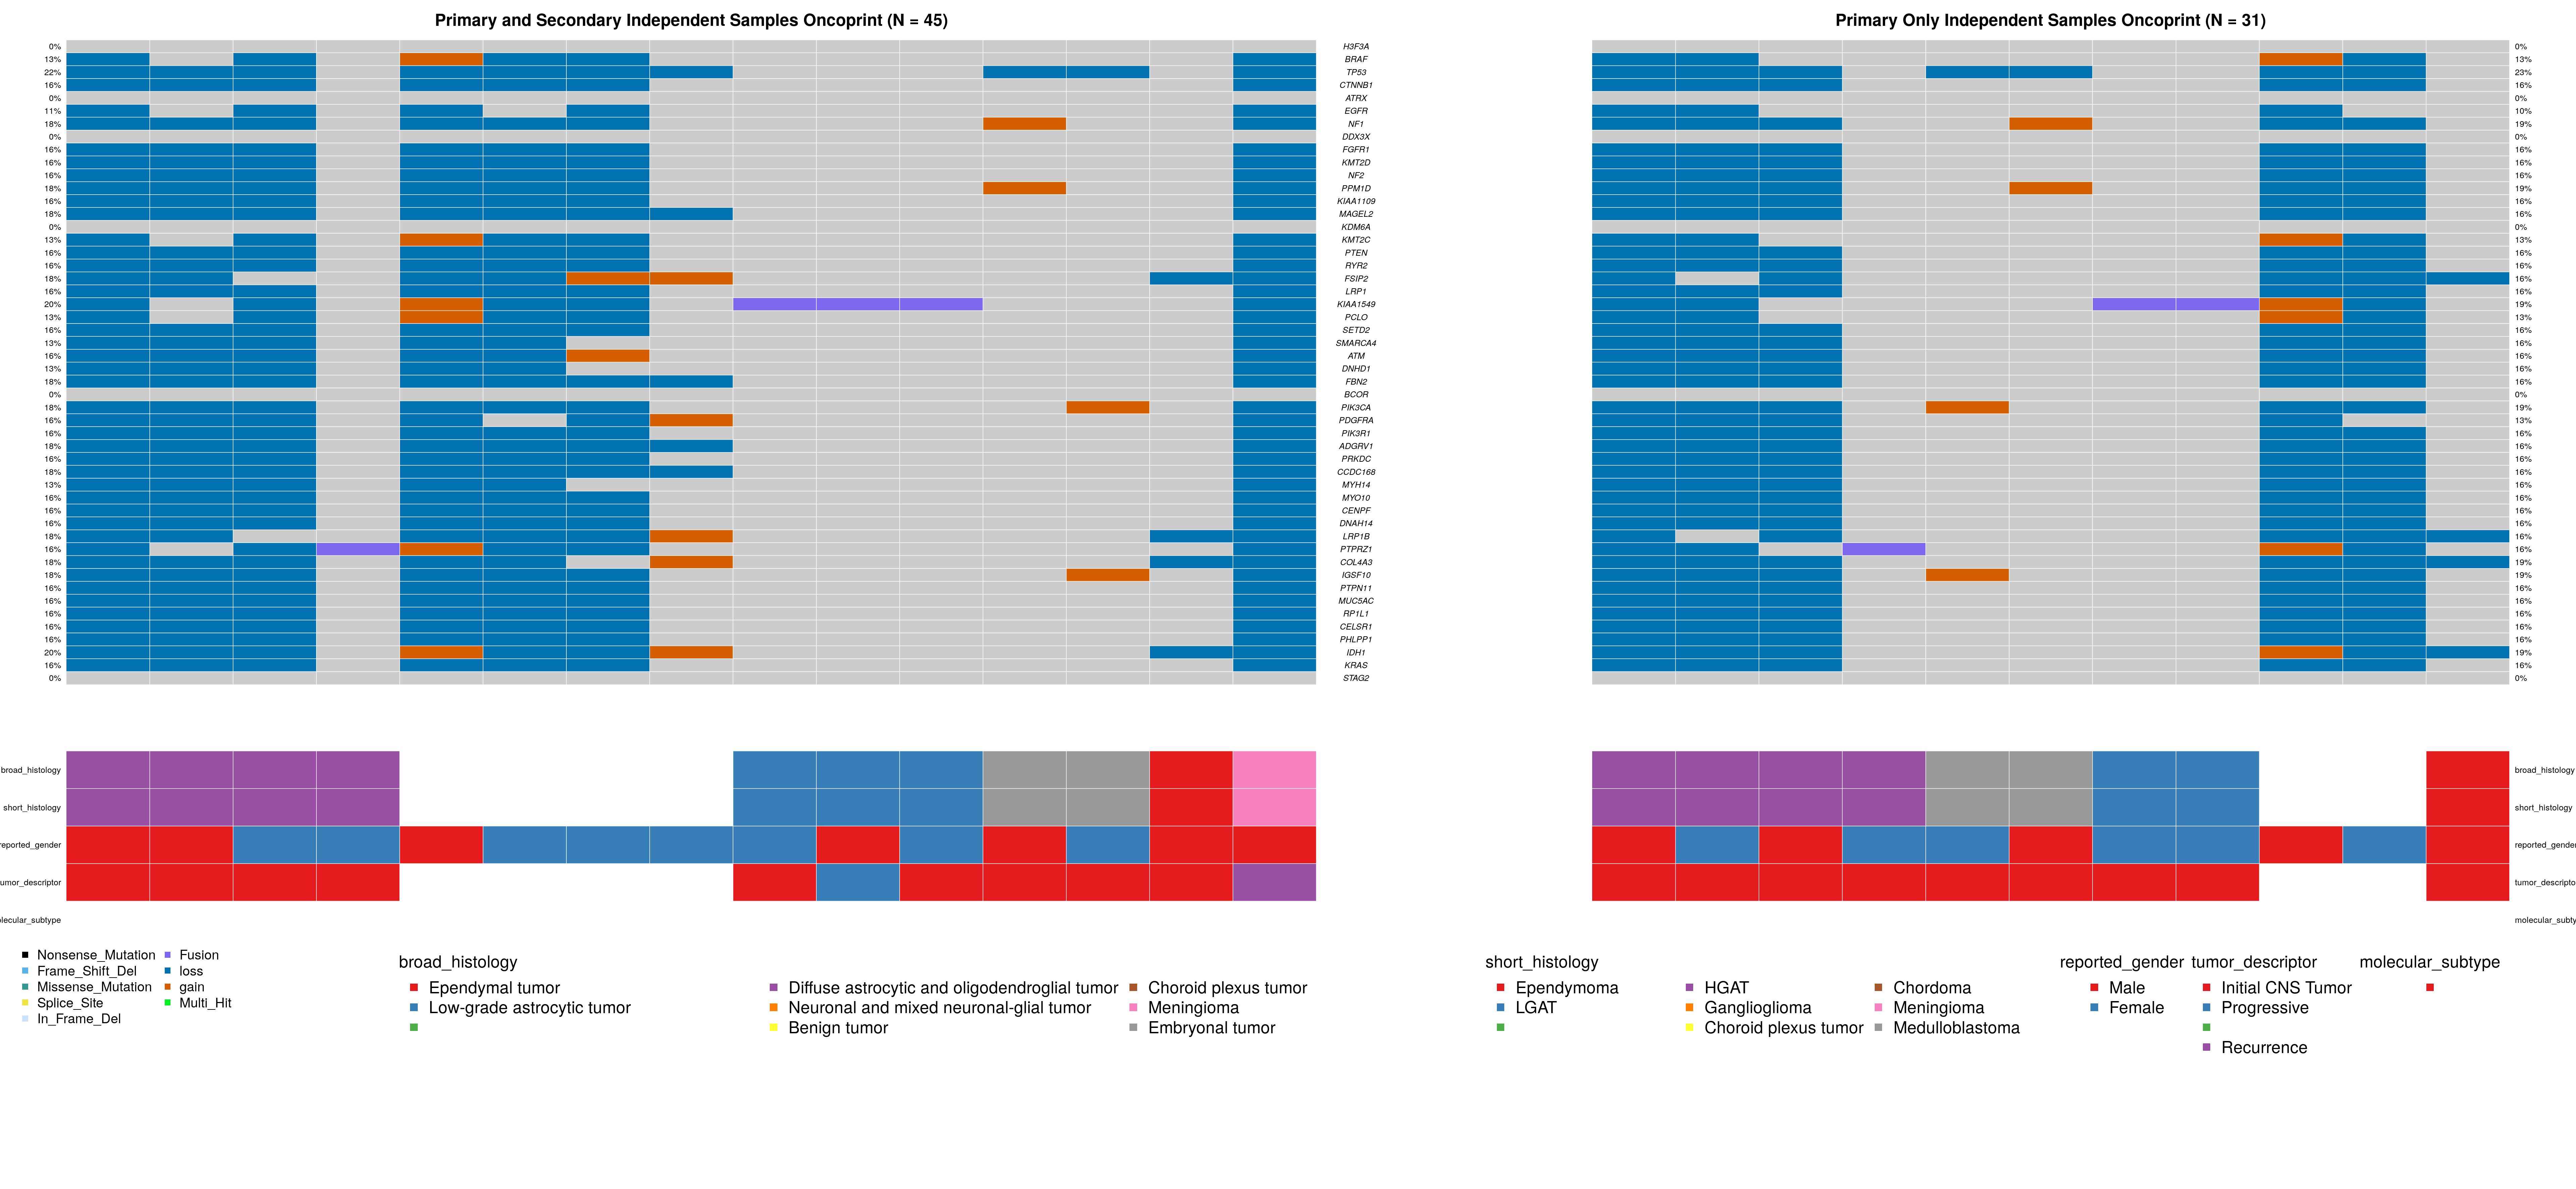 Primary and Secondary Independent Samples Oncoprint (N = 45)
Primary Only Independent Samples Oncoprint (N = 31)
0% H3F3A 0%
13% BRAF 13%
22% TP53 23%
16% CTNNB1 16%
0% ATRX 0%
11% EGFR 10%
18% NF1 19%
0% DDX3X 0%
16% FGFR1 16%
16% KMT2D 16%
16% NF2 16%
18% PPM1D 19%
16% KIAA1109 16%
18% MAGEL2 16%
0% KDM6A 0%
13% KMT2C 13%
16% PTEN 16%
16% RYR2 16%
18% FSIP2 16%
16% LRP1 16%
20% KIAA1549 19%
13% PCLO 13%
16% SETD2 16%
13% SMARCA4 16%
16% ATM 16%
13% DNHD1 16%
18% FBN2 16%
0% BCOR 0%
18% PIK3CA 19%
16% PDGFRA 13%
16% PIK3R1 16%
18% ADGRV1 16%
16% PRKDC 16%
18% CCDC168 16%
13% MYH14 16%
16% MYO10 16%
16% CENPF 16%
16% DNAH14 16%
18% LRP1B 16%
16% PTPRZ1 16%
18% COL4A3 19%
18% IGSF10 19%
16% PTPN11 16%
16% MUC5AC 16%
16% RP1L1 16%
16% CELSR1 16%
16% PHLPP1 16%
20% IDH1 19%
16% KRAS 16%
0% STAG2 0%
broad_histology broad_histology
short_histology short_histology
reported_gender reported_gender
umor_descriptor tumor_descripto
lecular_subtype molecular_subty
Nonsense_Mutation Fusion
Frame_Shift_Del loss
Missense_Mutation gain
Splice_Site Multi_Hit
In_Frame_Del
broad_histology
Ependymal tumor Diffuse astrocytic and oligodendroglial tumor Choroid plexus tumor
Low-grade astrocytic tumor Neuronal and mixed neuronal-glial tumor Meningioma
Benign tumor Embryonal tumor
short_histology reported_gender tumor_descriptor molecular_subtype
Ependymoma HGAT Chordoma Male Initial CNS Tumor
LGAT Ganglioglioma Meningioma Female Progressive
Choroid plexus tumor Medulloblastoma
Recurrence